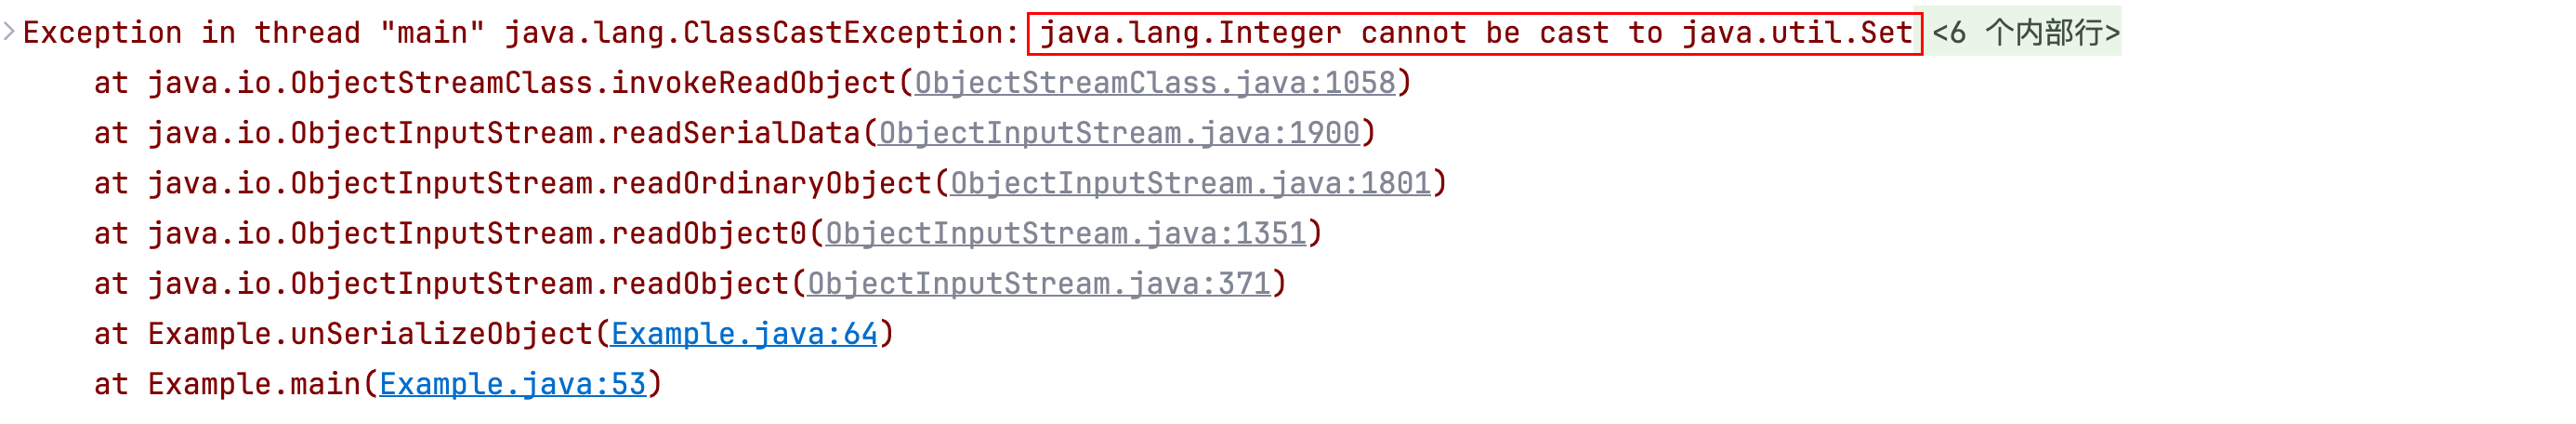 Exception in thread "main" java.lang.ClassCastException: java.lang.Integer cannot be cast to java.util.Set <6 个内部行>
at java.io.ObjectStreamClass.invokeReadObject(ObjectStreamClass.java:1058)
at java.io.ObjectInputStream.readSerialData(ObjectInputStream.java:1900)
at java.io.ObjectInputStream.readOrdinaryObject(ObjectInputStream.java:1801)
at java.io.ObjectInputStream.readObject0(ObjectInputStream.java:1351)
at java.io.ObjectInputStream.readObject(ObjectInputStream.java:371)
at Example.unSerializeObject(Example.java:64)
at Example.main(Example.java:53)